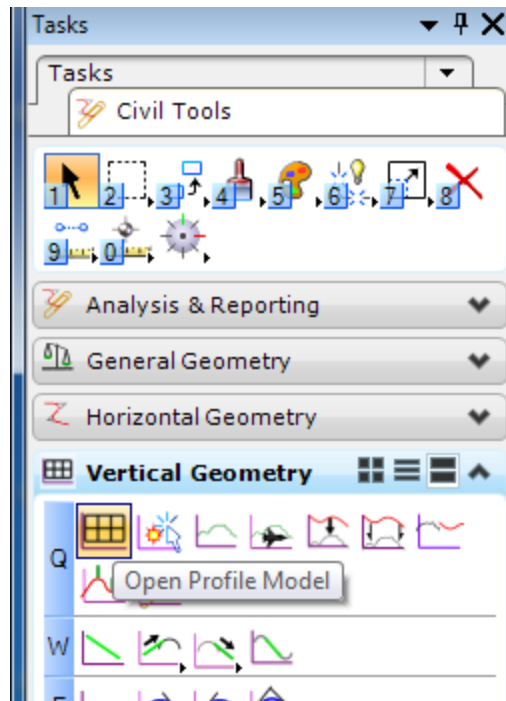 Tasks
Tasks
Civil Tools
1 2 3 4 5 6 7 8
9 0
Analysis & Reporting
General Geometry
Horizontal Geometry
Vertical Geometry
Q
Open Profile Model
W